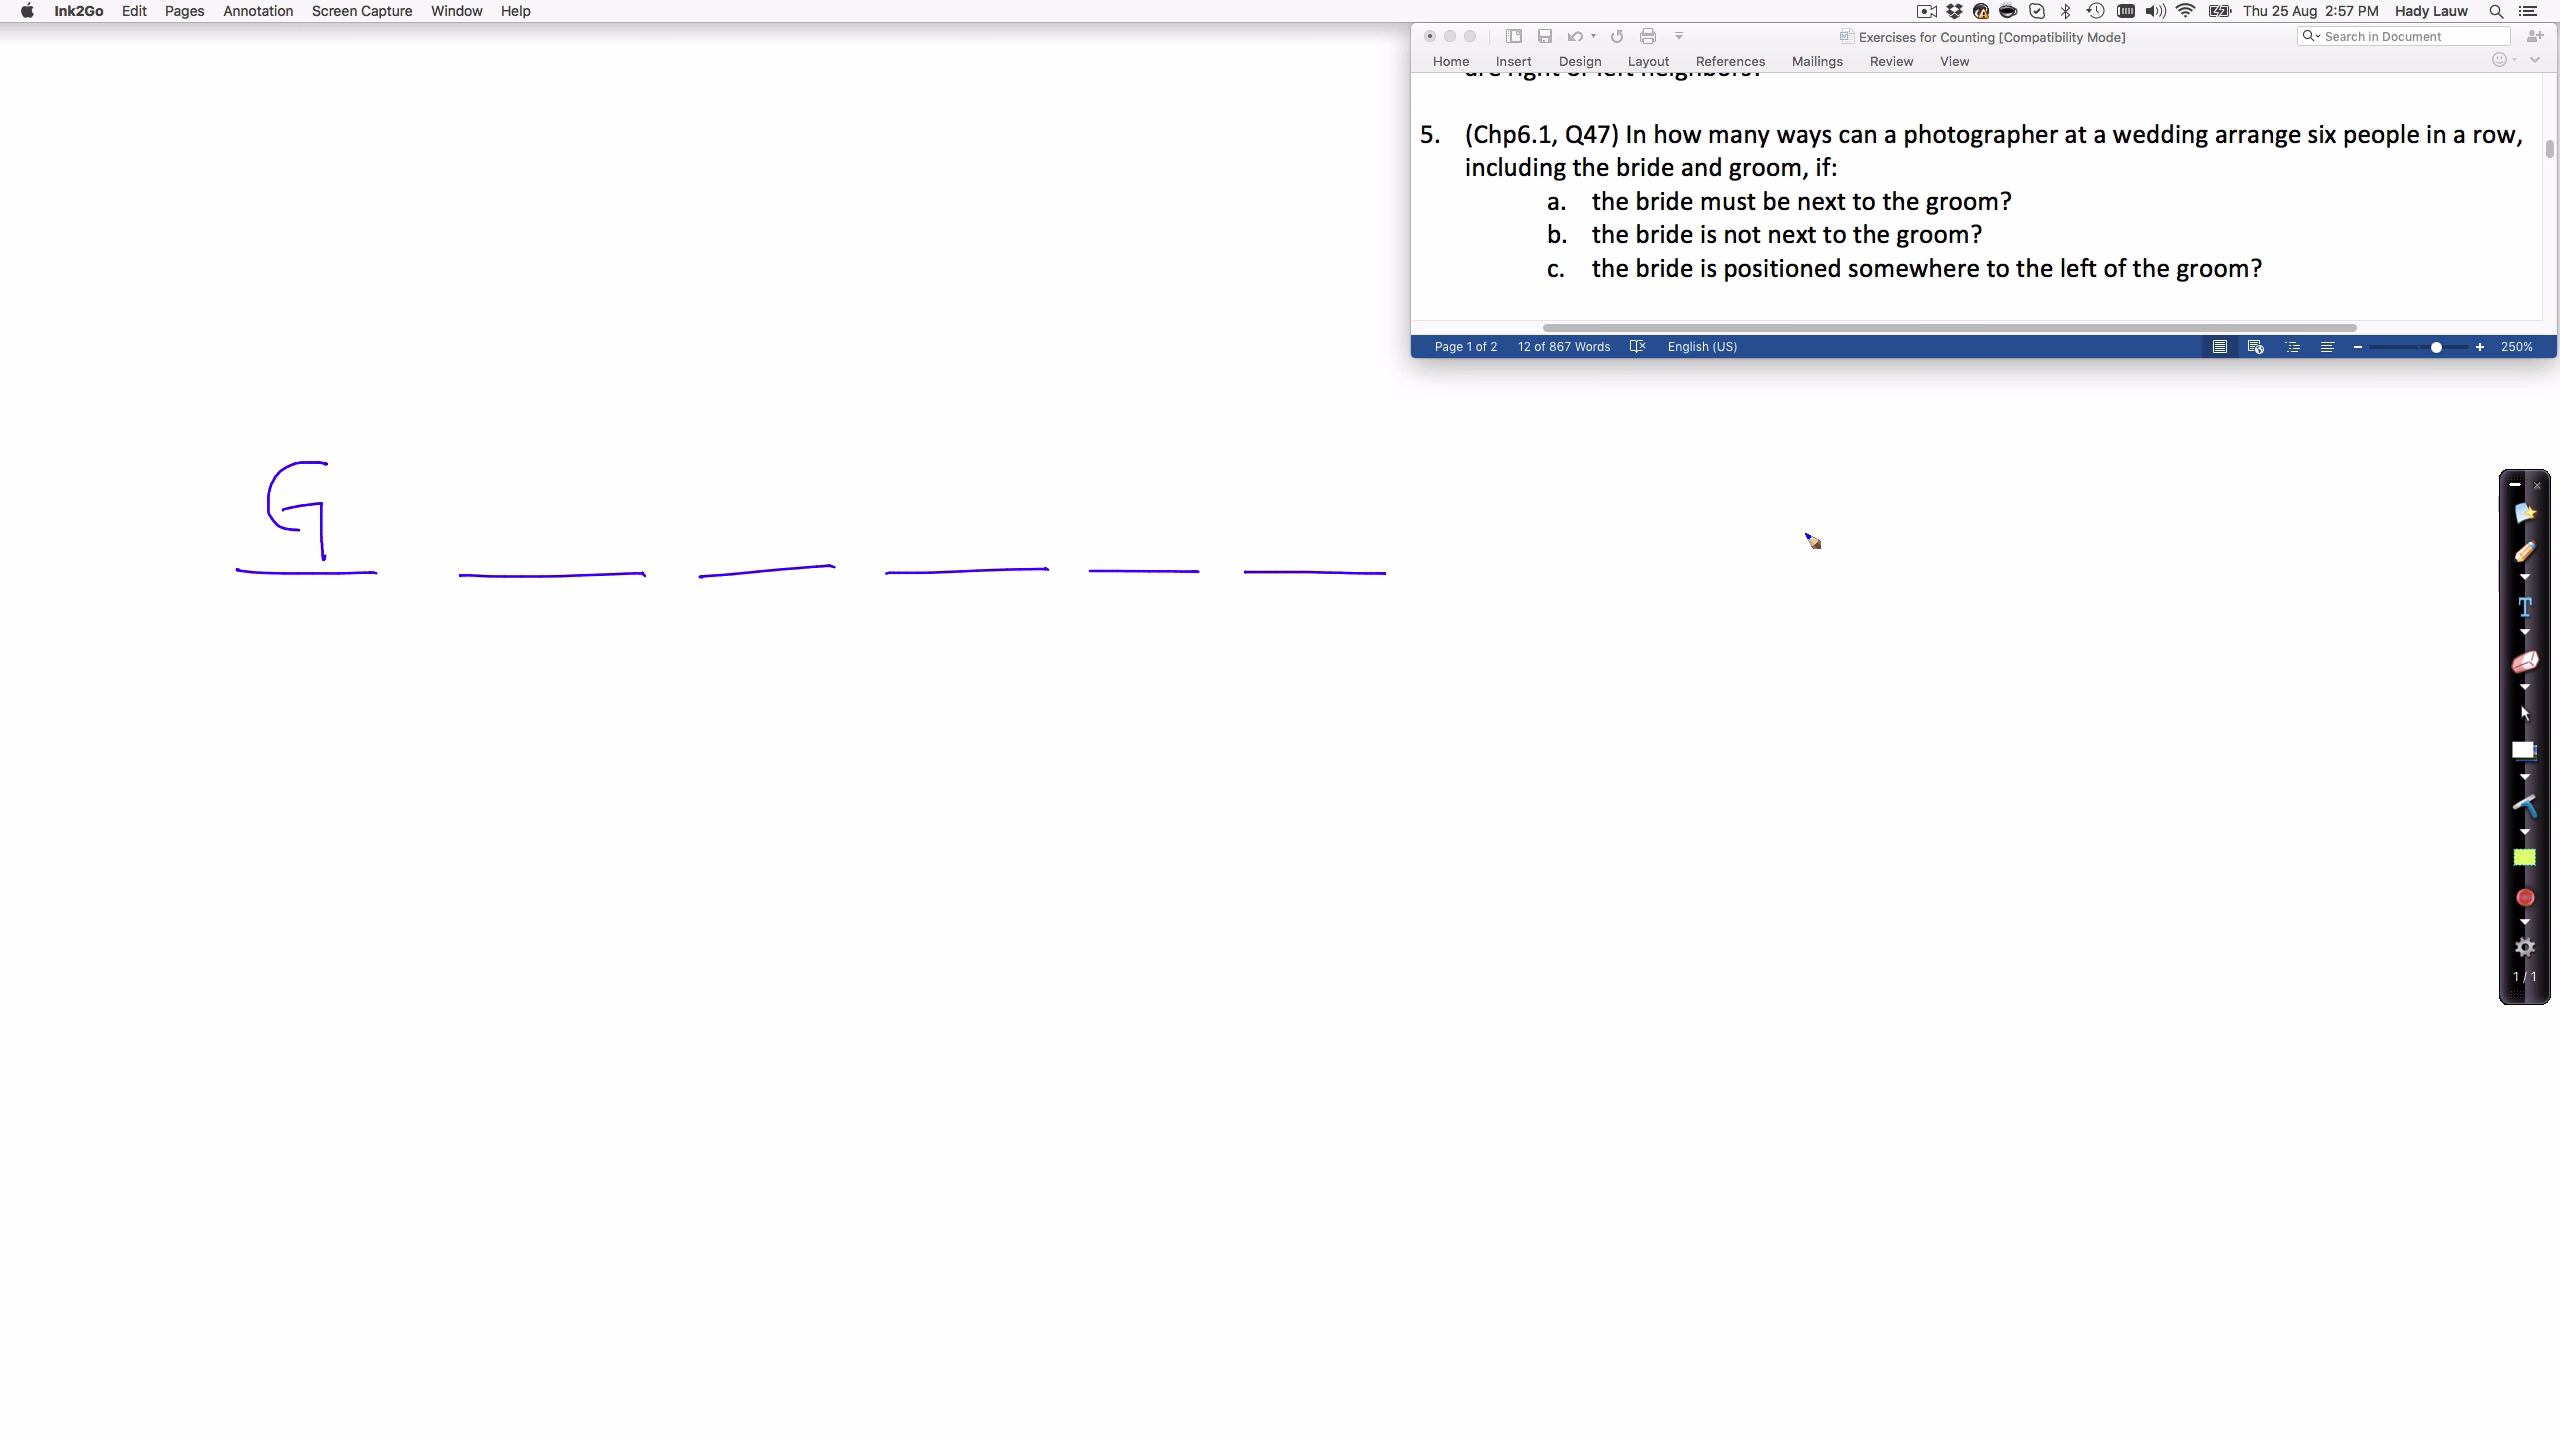 Ink2Go Edit Pages Annotation Screen Capture Window Help Thu 25 Aug 2:57 PM Hady Lauw
Exercises for Counting [Compatibility Mode] Search in Document
Home Insert Design Layout References Mailings Review View
are right or left neighbors?
5. (Chp6.1, Q47) In how many ways can a photographer at a wedding arrange six people in a row,
including the bride and groom, if:
a. the bride must be next to the groom?
b. the bride is not next to the groom?
c. the bride is positioned somewhere to the left of the groom?
Page 1 of 2 12 of 867 Words English (US) 250%
G
T
1 / 1